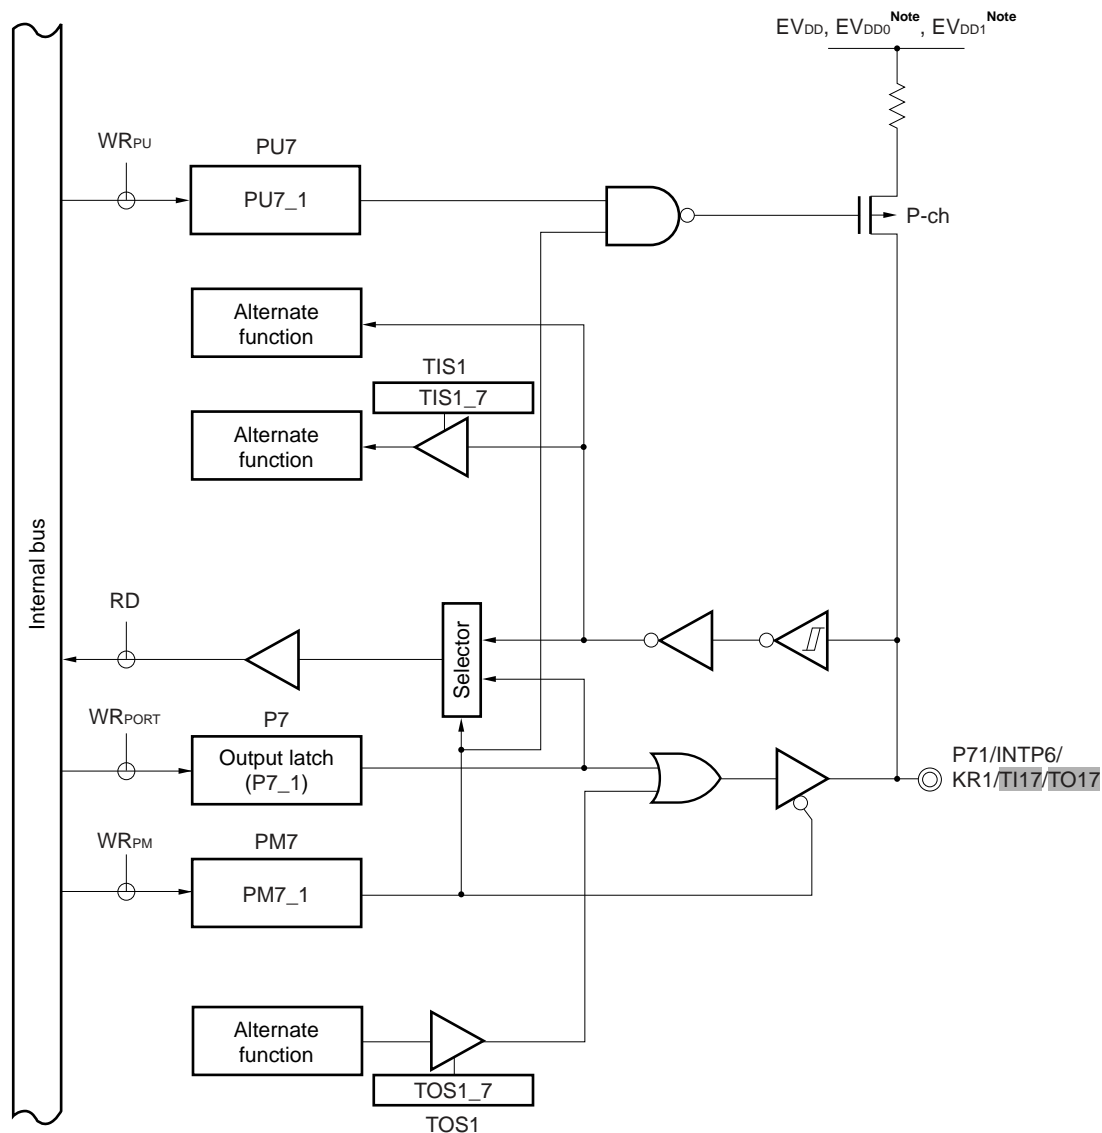 EVDD, EVDD0Note, EVDD1Note
WRPU
PU7
PU7_1
P-ch
Alternate
function
TIS1
TIS1_7
Alternate
function
Internal bus
RD
Selector
WRPORT
P7
Output latch
(P7_1)
P71/INTP6/
KR1/TI17/TO17
WRPM
PM7
PM7_1
Alternate
function
TOS1_7
TOS1